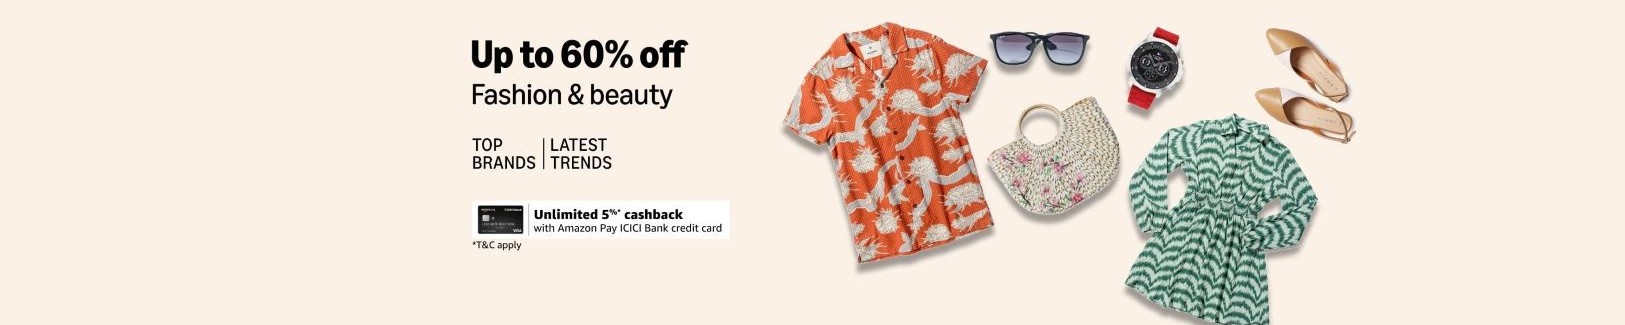 Up to 60% off
Fashion & beauty
TOP
BRANDS
LATEST
TRENDS
Unlimited 5%* cashback
with Amazon Pay ICICI Bank credit card
*T&C apply
VISA